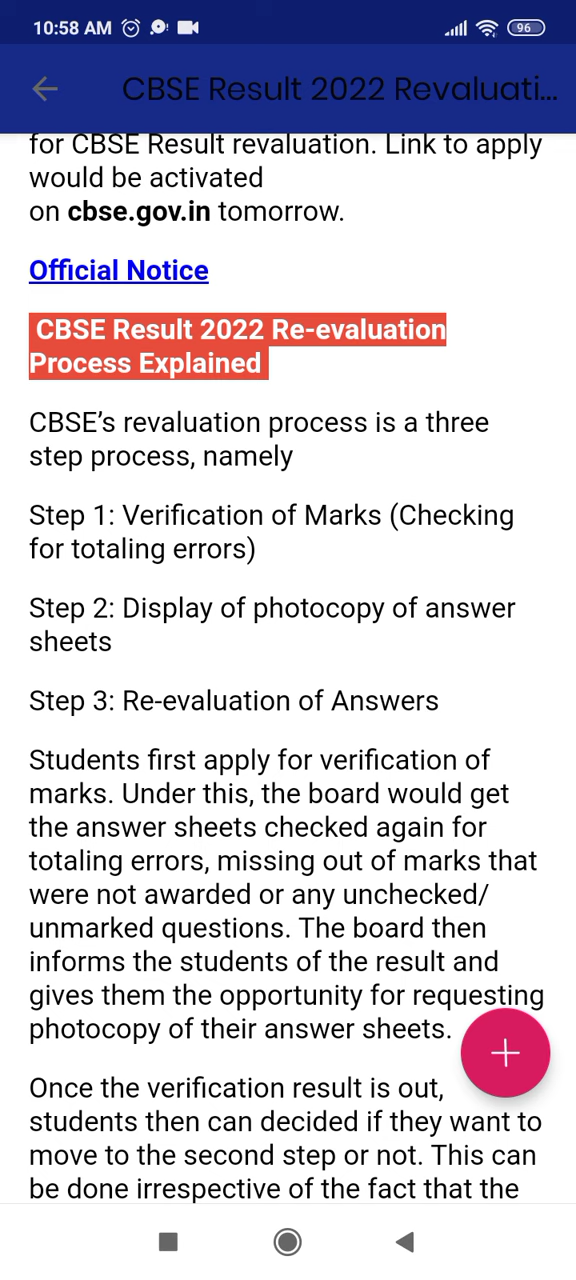 10:58 AM
96
CBSE Result 2022 Revaluati...
for CBSE Result revaluation. Link to apply
would be activated
on cbse.gov.in tomorrow.
Official Notice
CBSE Result 2022 Re-evaluation
Process Explained
CBSE’s revaluation process is a three
step process, namely
Step 1: Verification of Marks (Checking
for totaling errors)
Step 2: Display of photocopy of answer
sheets
Step 3: Re-evaluation of Answers
Students first apply for verification of
marks. Under this, the board would get
the answer sheets checked again for
totaling errors, missing out of marks that
were not awarded or any unchecked/
unmarked questions. The board then
informs the students of the result and
gives them the opportunity for requesting
photocopy of their answer sheets.
Once the verification result is out,
students then can decided if they want to
move to the second step or not. This can
be done irrespective of the fact that the